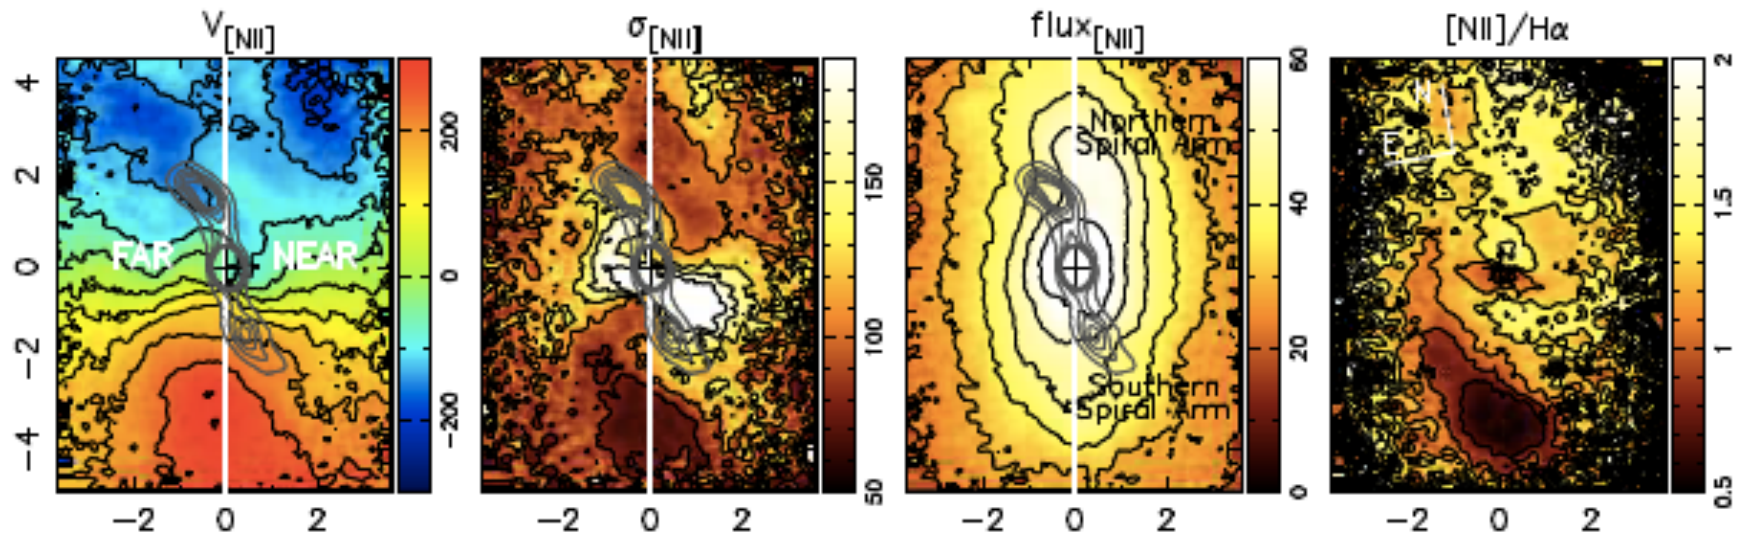 V[NII]
σ[NII]
flux[NII]
[NII]/Hα
4
2
0
−2
−4
−2 0 2
200
0
−200
FAR
NEAR
−2 0 2
150
100
50
Northern
Spiral Arm
Southern
Spiral Arm
−2 0 2
60
40
20
0
N
E
−2 0 2
2
1.5
1
0.5